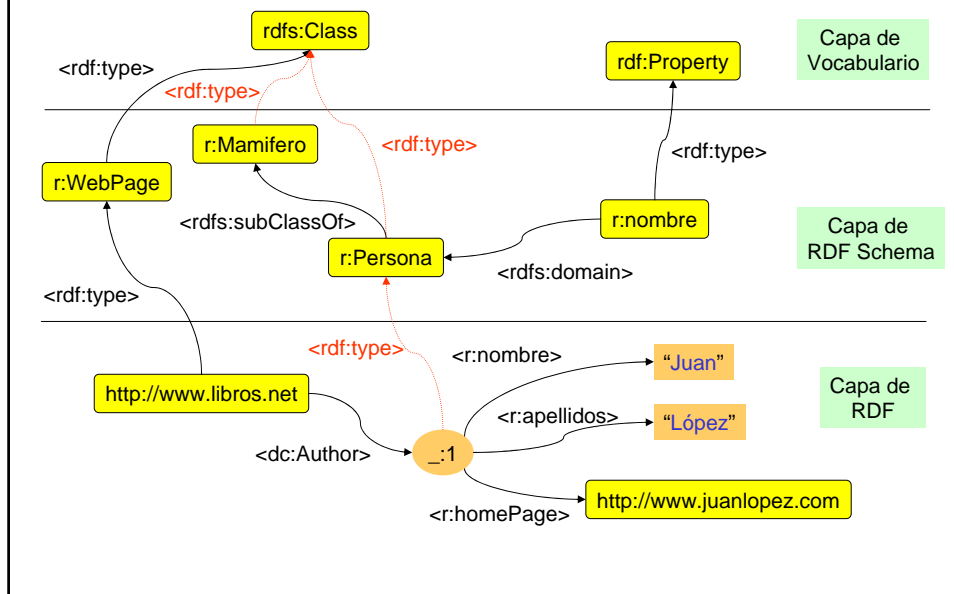 rdfs:Class
Capa de
Vocabulario
<rdf:type>
rdf:Property
<rdf:type>
r:Mamifero
<rdf:type>
<rdf:type>
r:WebPage
<rdfs:subClassOf>
r:nombre
Capa de
RDF Schema
r:Persona
<rdfs:domain>
<rdf:type>
<rdf:type>
<r:nombre>
“Juan”
http://www.libros.net
Capa de
RDF
<r:apellidos>
“López”
<dc:Author>
_:1
http://www.juanlopez.com
<r:homePage>